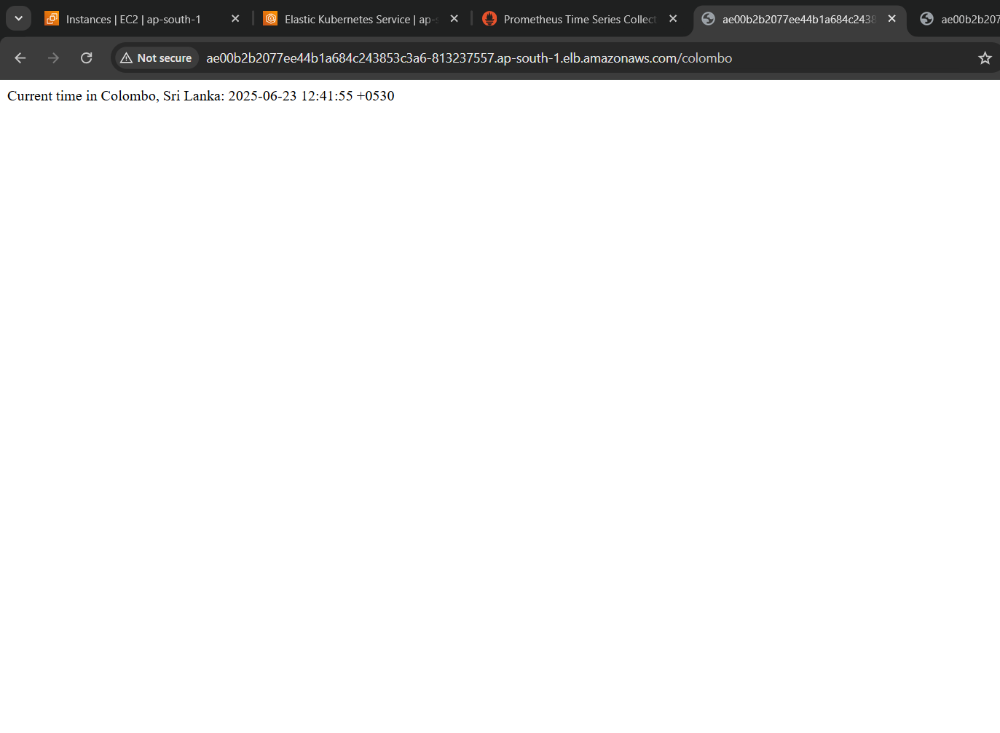 Instances | EC2 | ap-south-1
Elastic Kubernetes Service | ap-s
Prometheus Time Series Collect
ae00b2b2077ee44b1a684c2438
ae00b2b207
Not secure
ae00b2b2077ee44b1a684c243853c3a6-813237557.ap-south-1.elb.amazonaws.com/colombo
Current time in Colombo, Sri Lanka: 2025-06-23 12:41:55 +0530